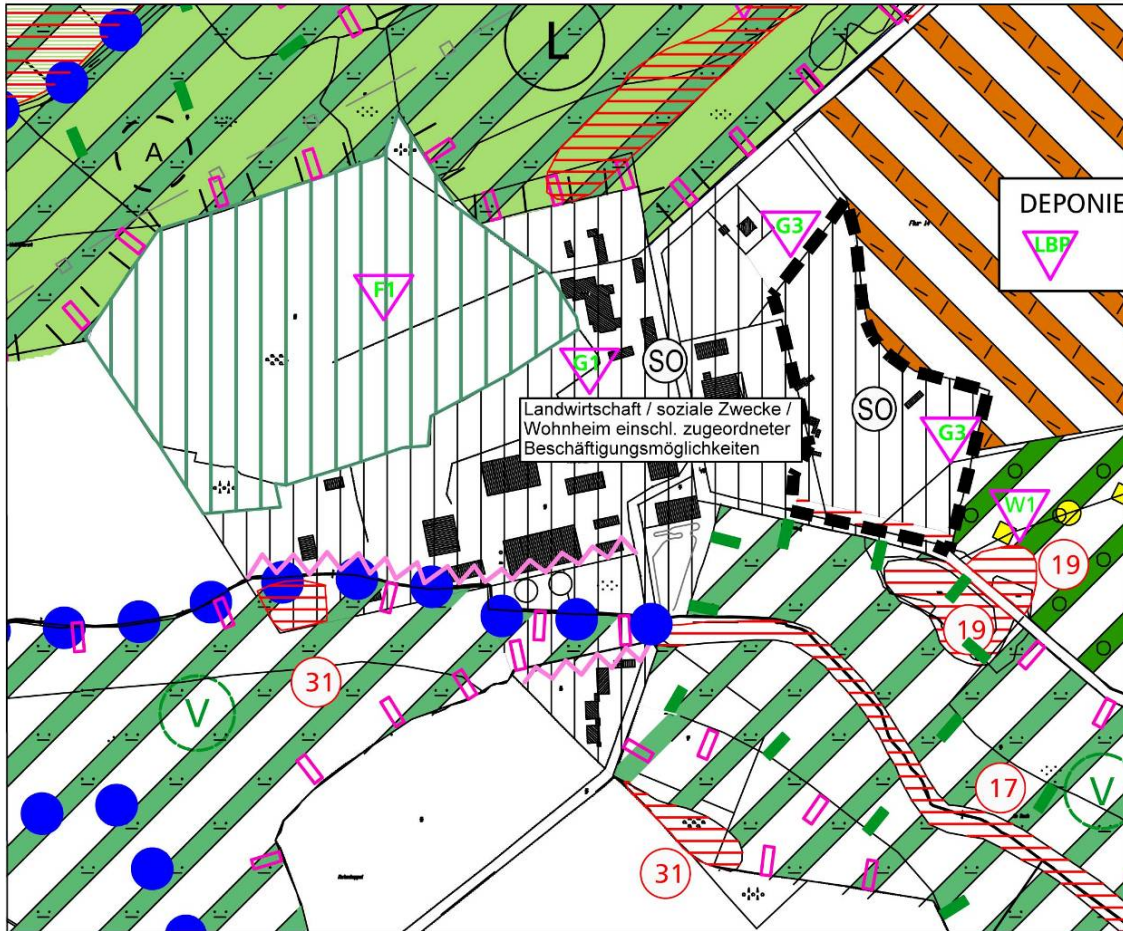 L
A
G3
DEPONIE
LBP
F1
G1
SO
SO
Landwirtschaft / soziale Zwecke /
Wohnheim einschl. zugeordneter
Beschäftigungsmöglichkeiten
G3
W1
19
19
31
V
17
V
31